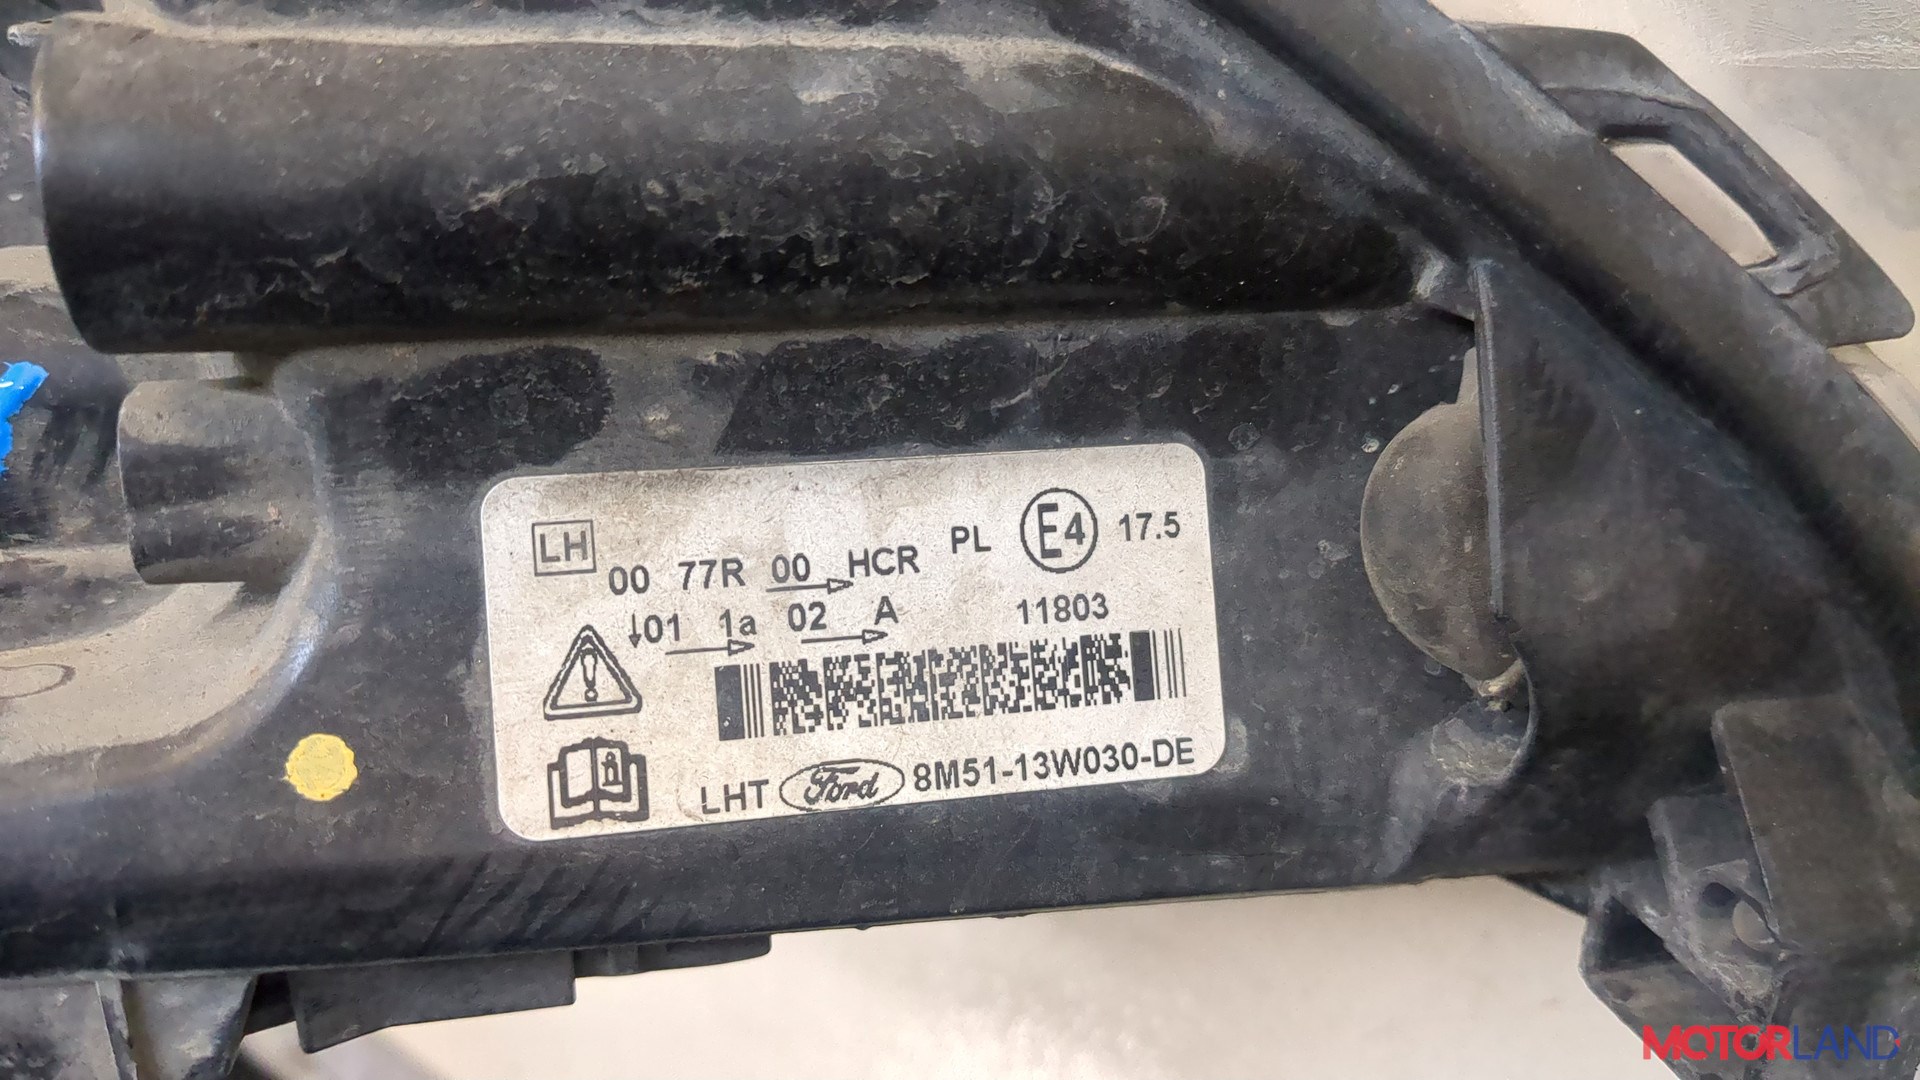 LH 00 77R 00 HCR PL E4 17.5
01 1a 02 A 11803
LHT Ford 8M51-13W030-DE
MOTORLAND